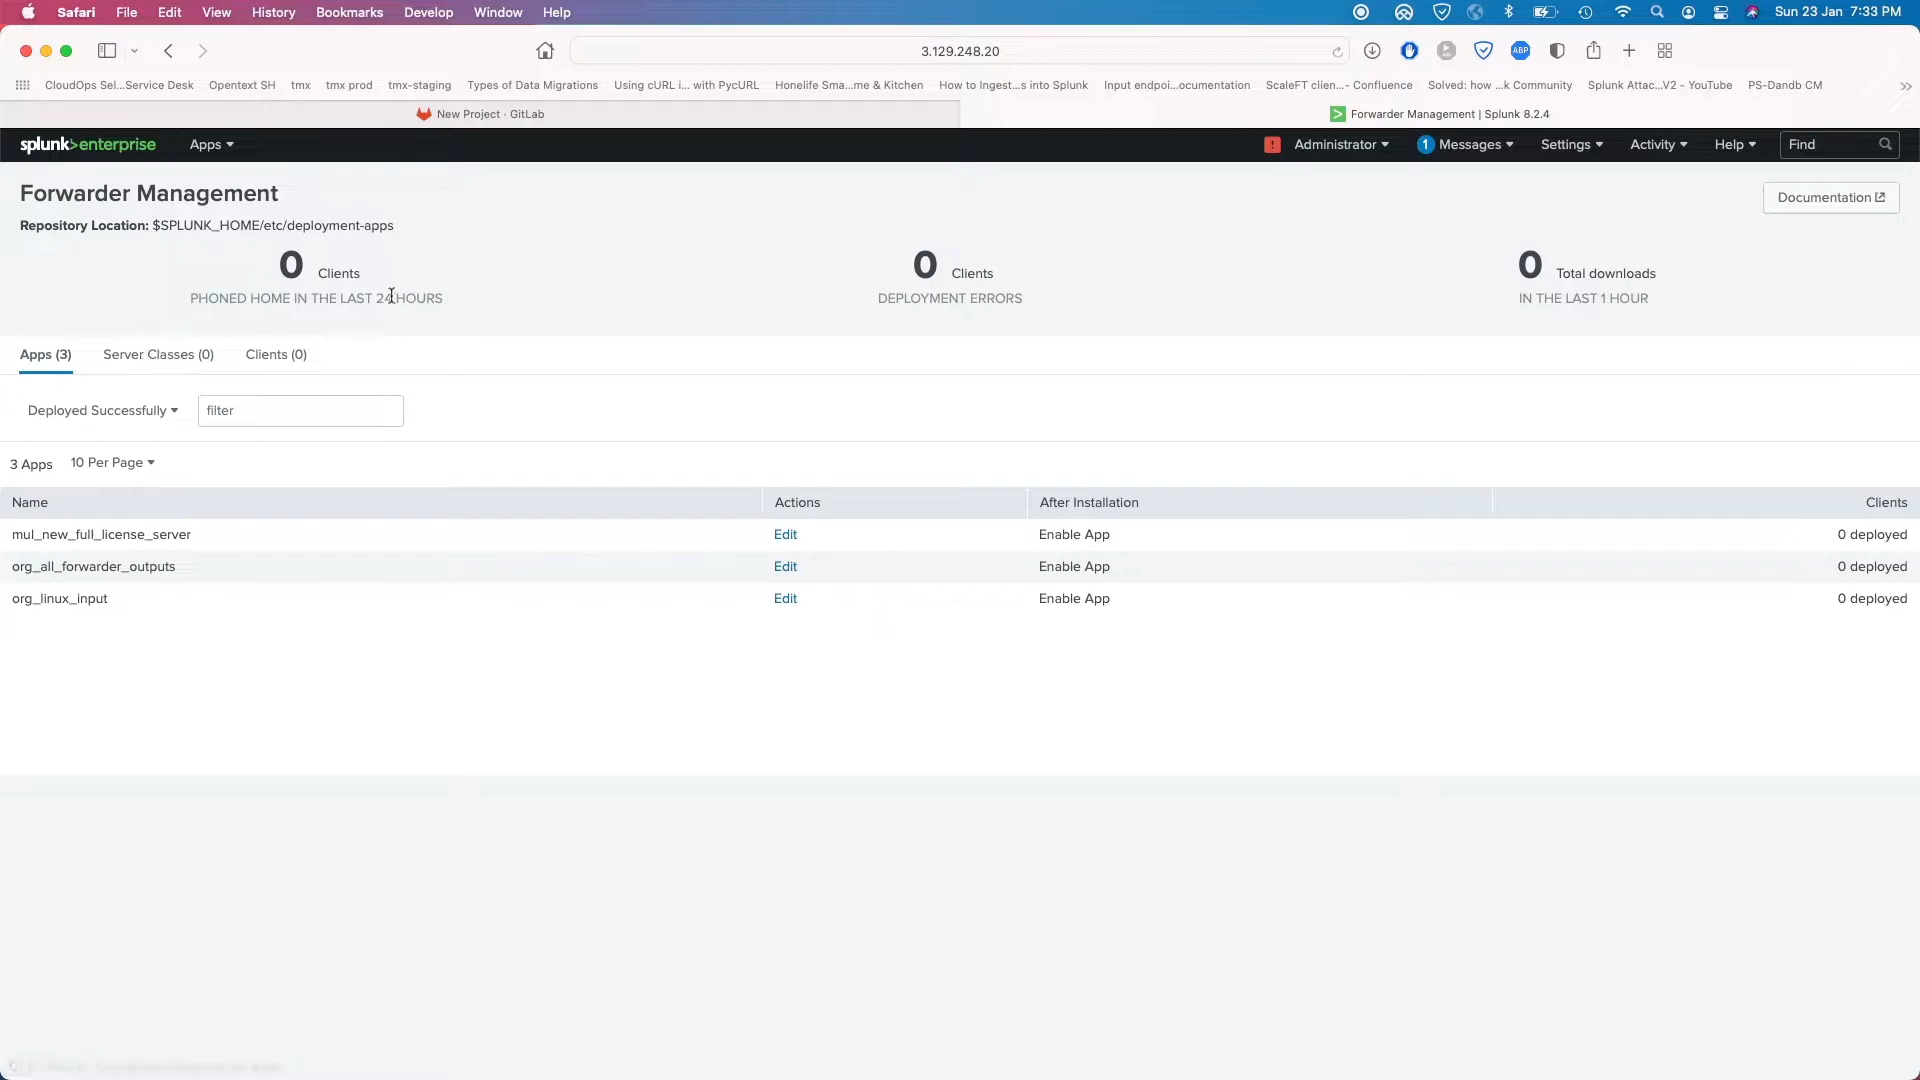 Safari File Edit View History Bookmarks Develop Window Help Sun 23 Jan 7:33 PM
3.129.248.20 ABP
CloudOps Sel...Service Desk Opentext SH tmx tmx prod tmx-staging Types of Data Migrations Using cURL i... with PycURL Honelife Sma...me & Kitchen How to Ingest...s into Splunk Input endpoi...ocumentation ScaleFT clien...- Confluence Solved: how ...k Community Splunk Attac...V2 - YouTube PS-Dandb CM
New Project · GitLab Forwarder Management | Splunk 8.2.4
splunk>enterprise Apps ! Administrator 1 Messages Settings Activity Help Find
Forwarder Management Documentation
Repository Location: $SPLUNK_HOME/etc/deployment-apps
0 Clients 0 Clients 0 Total downloads
PHONED HOME IN THE LAST 24 HOURS DEPLOYMENT ERRORS IN THE LAST 1 HOUR
Apps (3) Server Classes (0) Clients (0)
Deployed Successfully filter
3 Apps 10 Per Page
Name Actions After Installation Clients
mul_new_full_license_server Edit Enable App 0 deployed
org_all_forwarder_outputs Edit Enable App 0 deployed
org_linux_input Edit Enable App 0 deployed